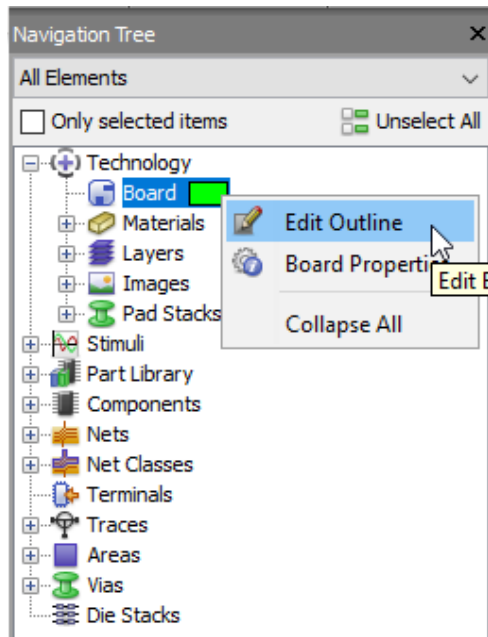 Navigation Tree
All Elements
Only selected items Unselect All
Technology
Board
Materials
Layers
Images
Pad Stacks
Edit Outline
Board
Edit
Collapse All
Stimuli
Part Library
Components
Nets
Net Classes
Terminals
Traces
Areas
Vias
Die Stacks